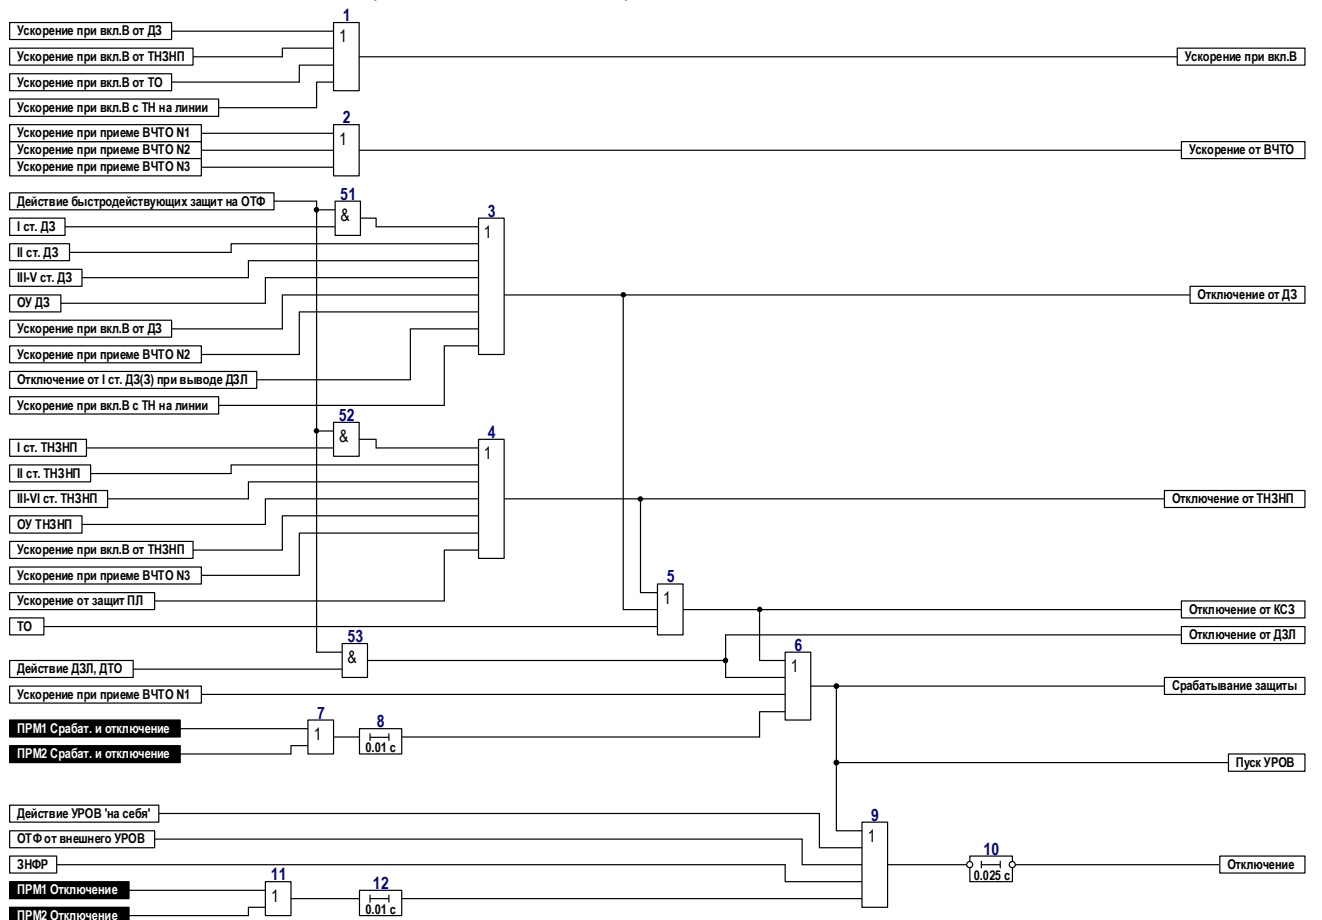 1
Ускорение при вкл.В от ДЗ
1
Ускорение при вкл.В от ТНЗНП
Ускорение при вкл.В
Ускорение при вкл.В от ТО
Ускорение при вкл.В с ТН на линии
2
Ускорение при приеме ВЧТО N1
1
Ускорение при приеме ВЧТО N2
Ускорение от ВЧТО
Ускорение при приеме ВЧТО N3
51
Действие быстродействующих защит на ОТФ
&
3
I ст. ДЗ
1
II ст. ДЗ
III-V ст. ДЗ
Отключение от ДЗ
ОУ ДЗ
Ускорение при вкл.В от ДЗ
Ускорение при приеме ВЧТО N2
Отключение от I ст. ДЗ(З) при выводе ДЗЛ
Ускорение при вкл.В с ТН на линии
52
&
4
I ст. ТНЗНП
1
II ст. ТНЗНП
III-VI ст. ТНЗНП
Отключение от ТНЗНП
ОУ ТНЗНП
Ускорение при вкл.В от ТНЗНП
Ускорение при приеме ВЧТО N3
5
1
Ускорение от защит ПЛ
Отключение от КСЗ
ТО
Отключение от ДЗЛ
53
&
6
1
Действие ДЗЛ, ДТО
Срабатывание защиты
Ускорение при приеме ВЧТО N1
7
8
ПРМ1 Срабат. и отключение
1
0.01 с
ПРМ2 Срабат. и отключение
Пуск УРОВ
Действие УРОВ 'на себя'
9
1
ОТФ от внешнего УРОВ
10
ЗНФР
0.025 с
Отключение
11
12
ПРМ1 Отключение
1
0.01 с
ПРМ2 Отключение